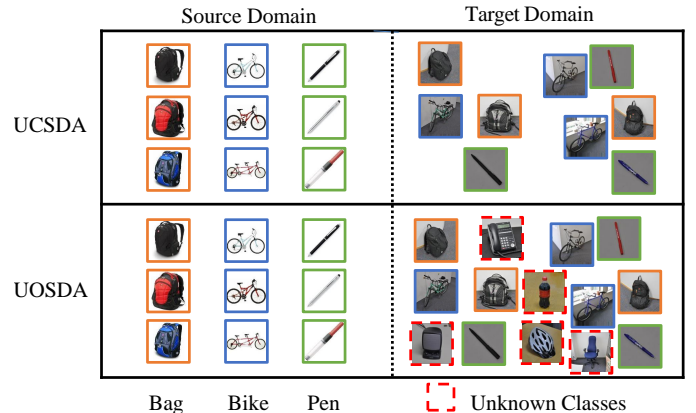 Source Domain
Target Domain
UCSDA
UOSDA
Bag
Bike
Pen
Unknown Classes